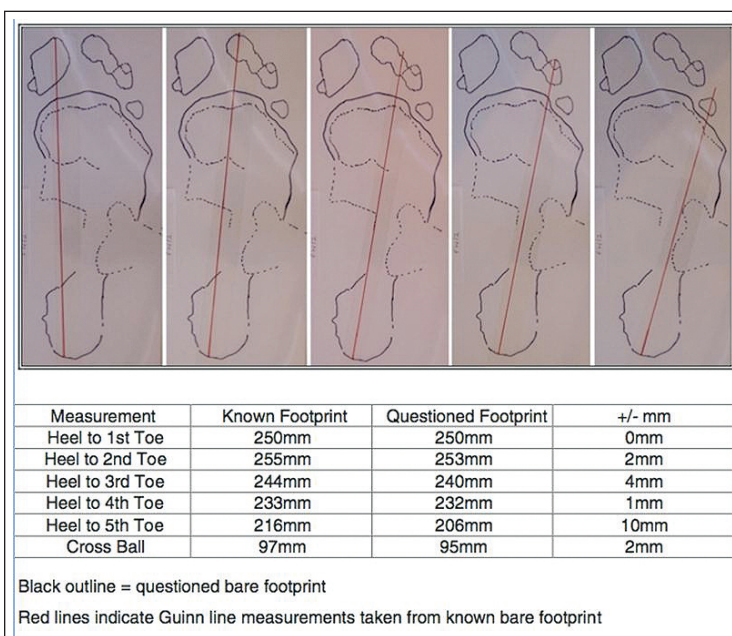 Measurement Known Footprint Questioned Footprint +/- mm
Heel to 1st Toe 250mm 250mm 0mm
Heel to 2nd Toe 255mm 253mm 2mm
Heel to 3rd Toe 244mm 240mm 4mm
Heel to 4th Toe 233mm 232mm 1mm
Heel to 5th Toe 216mm 206mm 10mm
Cross Ball 97mm 95mm 2mm
Black outline = questioned bare footprint
Red lines indicate Guinn line measurements taken from known bare footprint